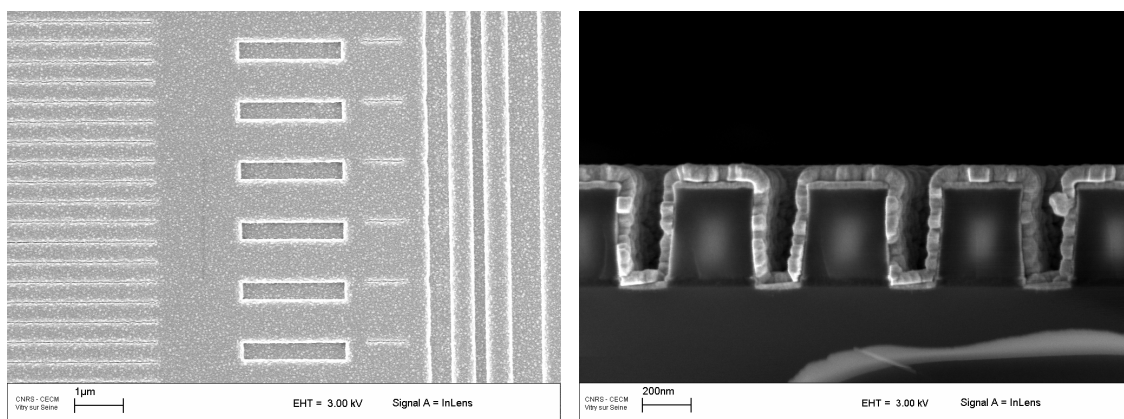 CNRS - CECM
Vitry sur Seine
1µm
EHT = 3.00 kV
Signal A = InLens
CNRS - CECM
Vitry sur Seine
200nm
EHT = 3.00 kV
Signal A = InLens